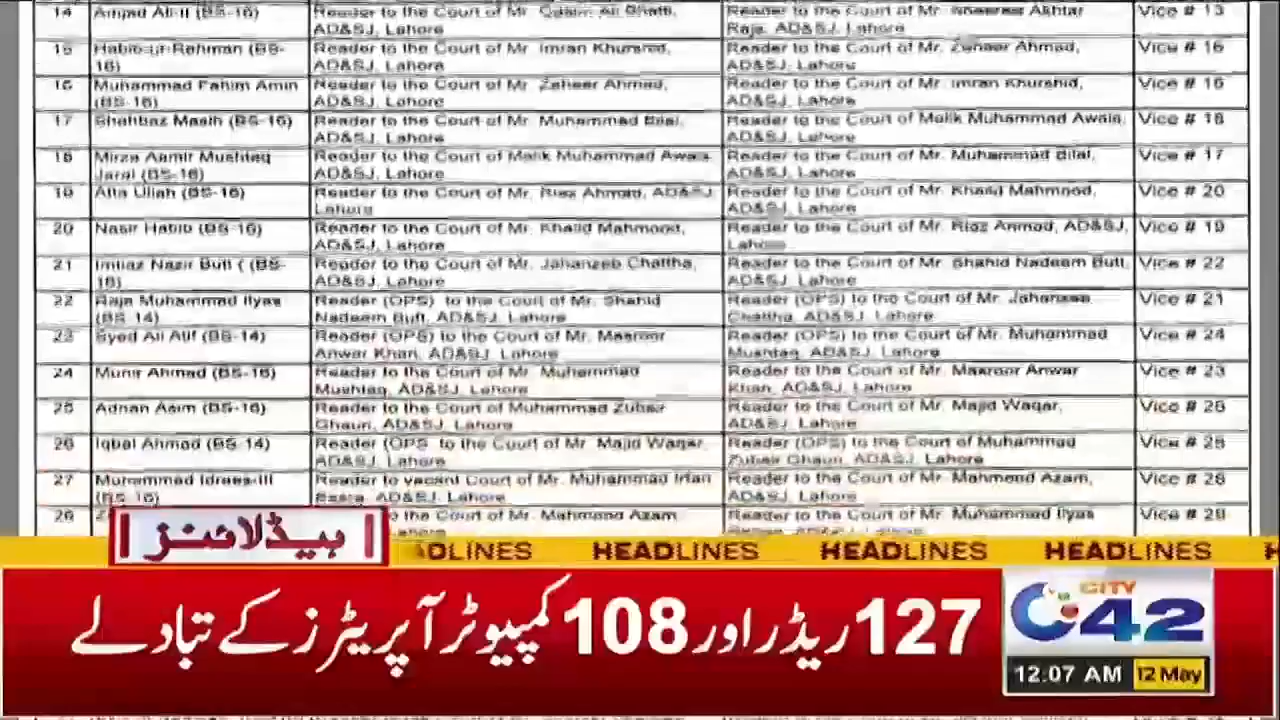 14 Amjad Ali-II (BS-16) Reader to the Court of Mr. Ali Bhatti, Reader to the Court of Mr. Akhtar Vice # 13
AD&SJ, Lahore Raja, AD&SJ, Lahore
15 Habib-ur-Rehman (BS- Reader to the Court of Mr. Imran Khurshid, Reader to the Court of Mr. Zaheer Ahmad, Vice # 16
16) AD&SJ, Lahore AD&SJ, Lahore
16 Muhammad Fahim Amin Reader to the Court of Mr. Zaheer Ahmad, Reader to the Court of Mr. Imran Khurshid, Vice # 15
(BS-16) AD&SJ, Lahore AD&SJ, Lahore
17 Shahbaz Masih (BS-16) Reader to the Court of Mr. Muhammad Bilal, Reader to the Court of Malik Muhammad Awais, Vice # 18
AD&SJ, Lahore AD&SJ, Lahore
18 Mirza Aamir Mushtaq Reader to the Court of Malik Muhammad Awais, Reader to the Court of Mr. Muhammad Bilal, Vice # 17
Jaral (BS-16) AD&SJ, Lahore AD&SJ, Lahore
19 Atta Ullah (BS-16) Reader to the Court of Mr. Riaz Ahmad, AD&SJ, Reader to the Court of Mr. Khalid Mahmood, Vice # 20
Lahore AD&SJ, Lahore
20 Nasir Habib (BS-16) Reader to the Court of Mr. Khalid Mahmood, Reader to the Court of Mr. Riaz Ahmad, AD&SJ, Vice # 19
AD&SJ, Lahore Lahore
21 Imtiaz Nazir Butt ( (BS- Reader to the Court of Mr. Jahanzeb Chattha, Reader to the Court of Mr. Shahid Nadeem Butt, Vice # 22
16) AD&SJ, Lahore AD&SJ, Lahore
22 Raja Muhammad Ilyas Reader (OPS) to the Court of Mr. Shahid Reader (OPS) to the Court of Mr. Jahanzeb Vice # 21
(BS-14) Nadeem Butt, AD&SJ, Lahore Chattha, AD&SJ, Lahore
23 Syed Ali Atif (BS-14) Reader (OPS) to the Court of Mr. Masroor Reader (OPS) to the Court of Mr. Muhammad Vice # 24
Anwar Khan, AD&SJ, Lahore Mushtaq, AD&SJ, Lahore
24 Munir Ahmad (BS-16) Reader to the Court of Mr. Muhammad Reader to the Court of Mr. Masroor Anwar Vice # 23
Mushtaq, AD&SJ, Lahore Khan, AD&SJ, Lahore
25 Adnan Asim (BS-16) Reader to the Court of Muhammad Zubair Reader to the Court of Mr. Majid Waqar, Vice # 26
Ghauri, AD&SJ, Lahore AD&SJ, Lahore
26 Iqbal Ahmad (BS-14) Reader (OPS to the Court of Mr. Majid Waqar, Reader (OPS) to the Court of Muhammad Vice # 25
AD&SJ, Lahore Zubair Ghauri, AD&SJ, Lahore
27 Muhammad Idrees-III Reader to vacant Court of Mr. Muhammad Irfan Reader to the Court of Mr. Mahmood Azam, Vice # 28
(BS-16) AD&SJ, Lahore AD&SJ, Lahore
28 to the Court of Mr. Mahmood Azam Reader to the Court of Mr. Muhammad Ilyas Vice # 29
ہیڈلائنز
ADLINES HEADLINES HEADLINES HEADLINES H
127 ریڈر اور 108 کمپیوٹر آپریٹرز کے تبادلے
CITY
42
12:07 AM 12 May